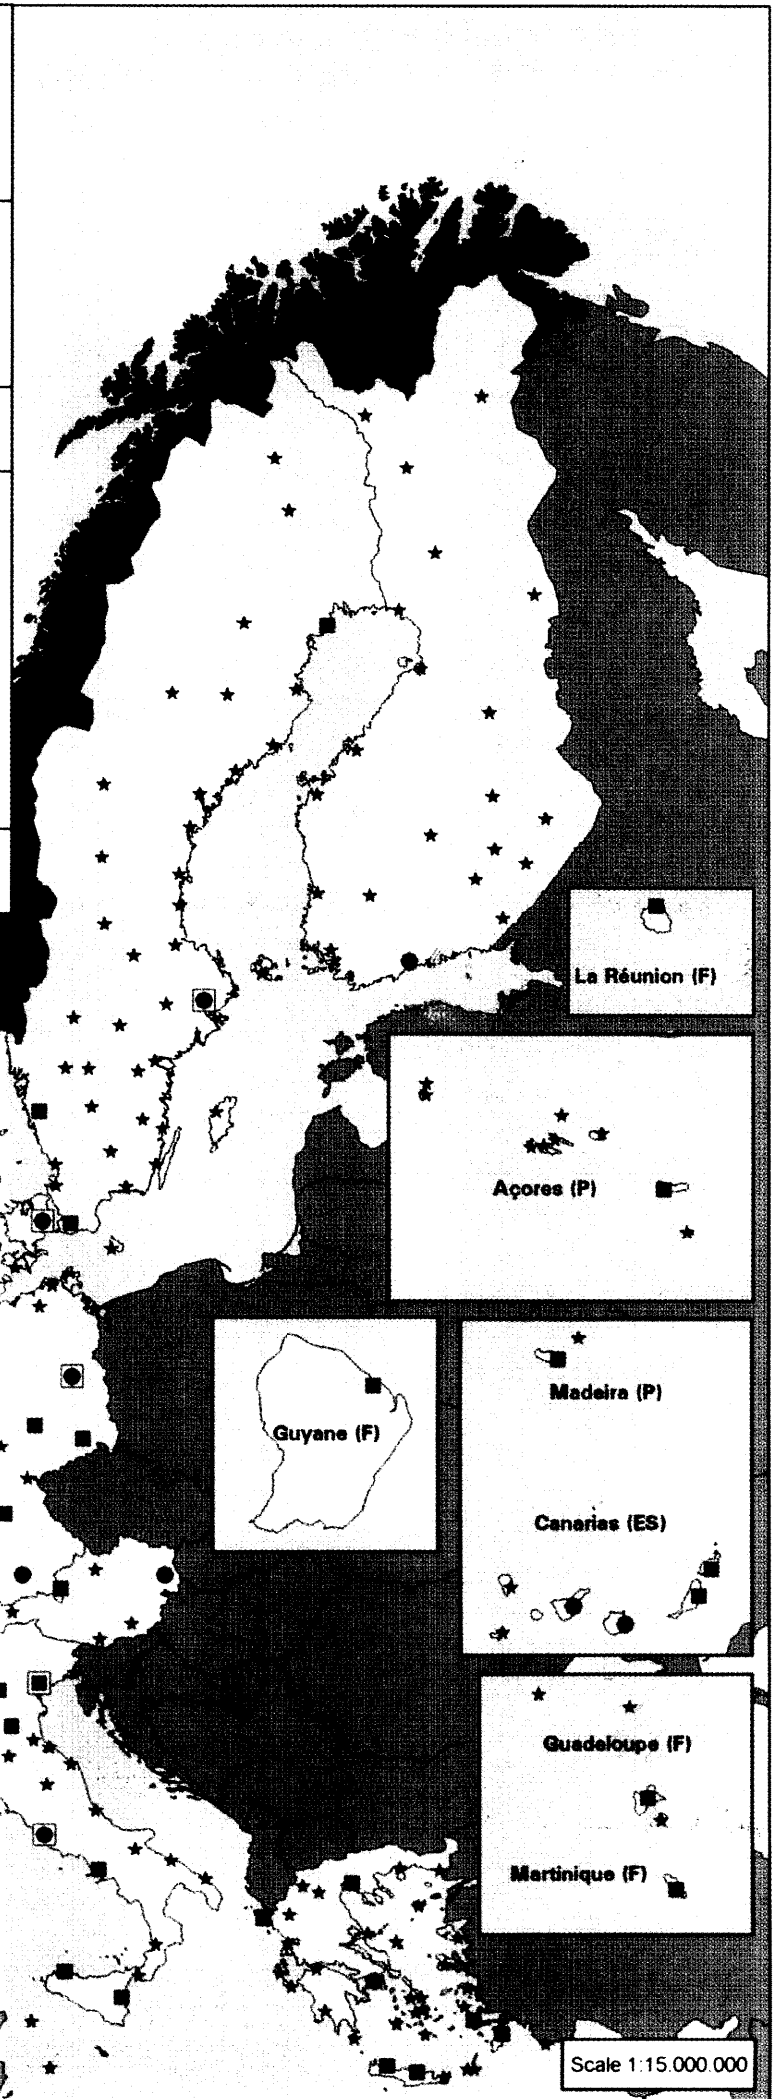 La Réunion (F)
Açores (P)
Madeira (P)
Guyane (F)
Canarias (ES)
Guadeloupe (F)
Martinique (F)
Scale 1:15.000.000